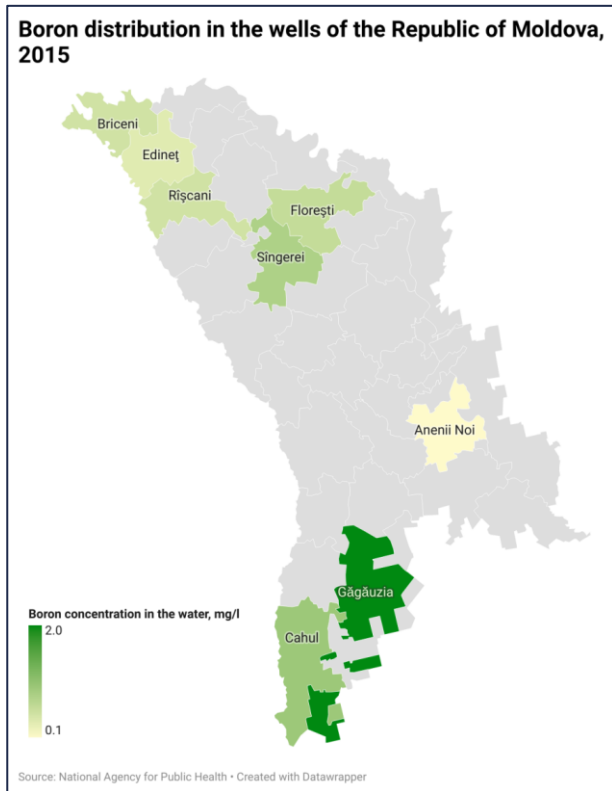 Boron distribution in the wells of the Republic of Moldova,
2015
Briceni
Edineţ
Rîşcani
Floreşti
Sîngerei
Anenii Noi
Găgăuzia
Boron concentration in the water, mg/l
2.0
Cahul
0.1
Source: National Agency for Public Health • Created with Datawrapper